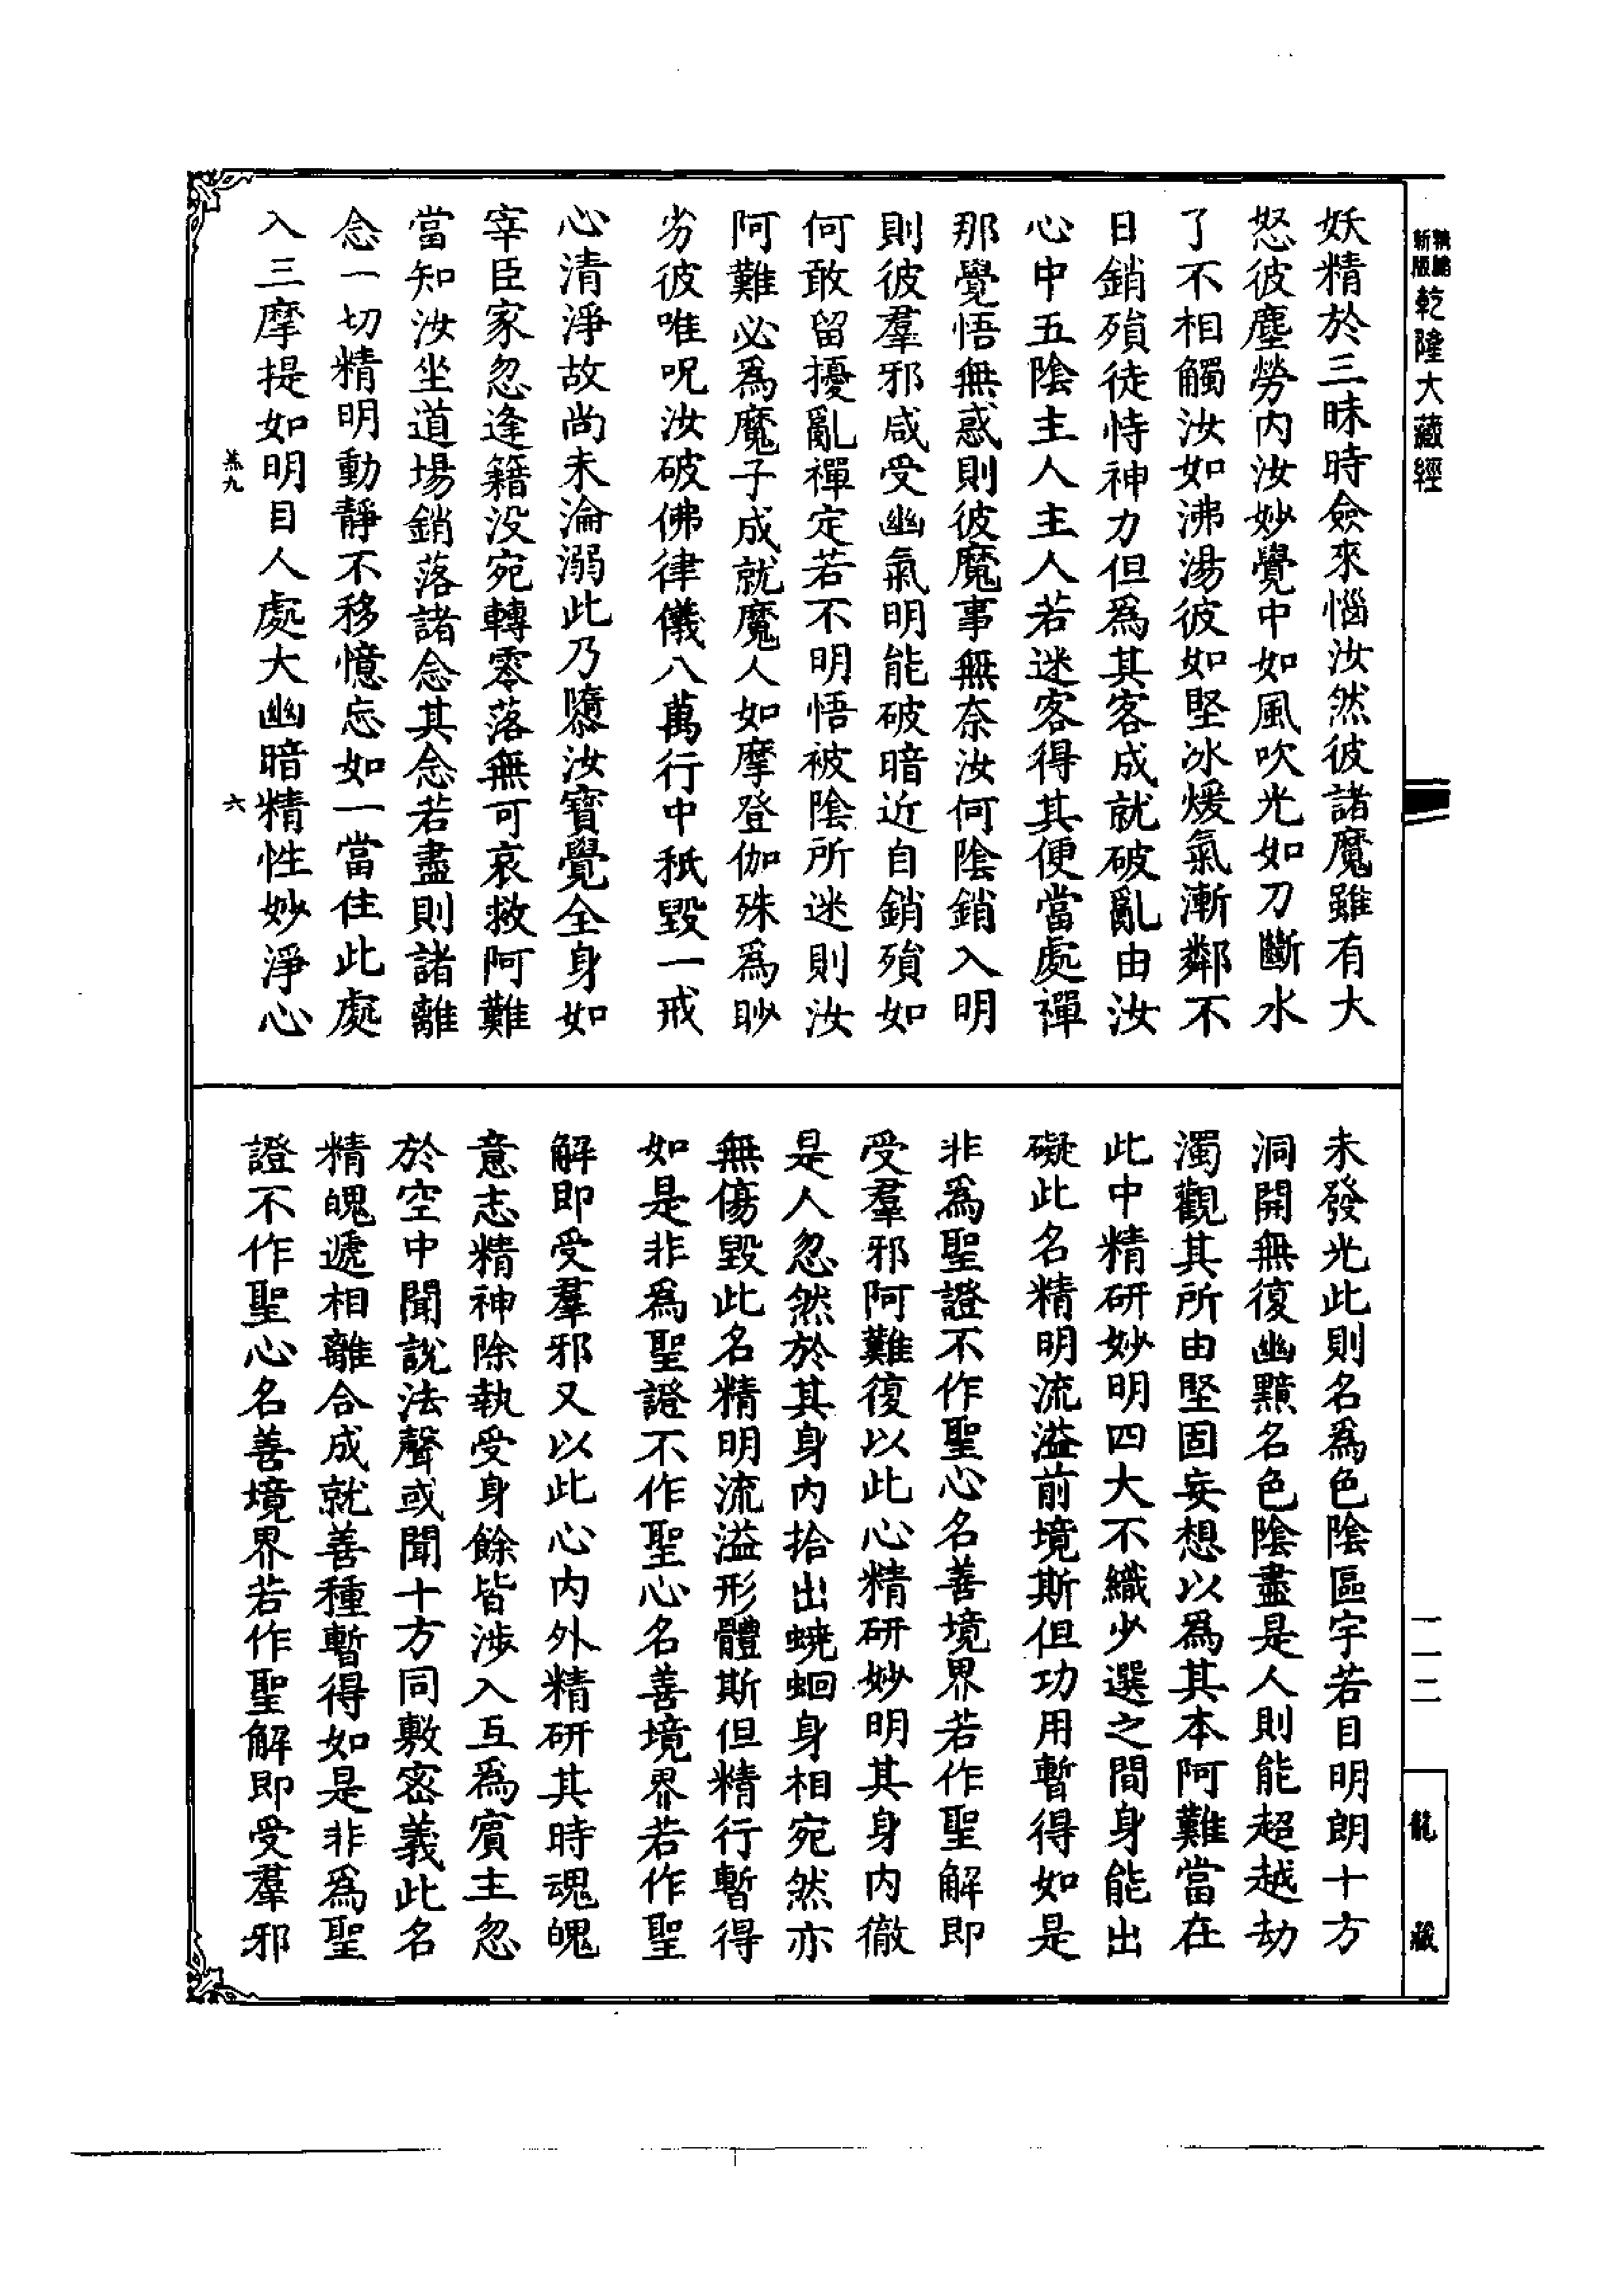 新版
精縮
乾隆大藏經
妖精於三昧時僉來惱汝然彼諸魔雖有大
怒彼塵勞內汝妙覺中如風吹光如刀斷水
了不相觸汝如沸湯彼如堅冰煖氣漸鄰不
日銷殞徒恃神力但爲其客成就破亂由汝
心中五陰主人主人若迷客得其便當處禪
那覺悟無惑則彼魔事無奈汝何陰銷入明
則彼羣邪咸受幽氣明能破暗近自銷殞如
何敢留擾亂禪定若不明悟被陰所迷則汝
阿難必爲魔子成就魔人如摩登伽殊爲眇
劣彼唯呪汝破佛律儀八萬行中秖毀一戒
心清淨故尚未淪溺此乃隳汝寶覺全身如
宰臣家忽逢籍沒宛轉零落無可哀救阿難
當知汝坐道場銷落諸念其念若盡則諸離
念一切精明動靜不移憶忘如一當住此處
入三摩提如明目人處大幽暗精性妙淨心
羔九
六
未發光此則名爲色陰區宇若目明朗十方
洞開無復幽黯名色陰盡是人則能超越劫
濁觀其所由堅固妄想以爲其本阿難當在
此中精研妙明四大不織少選之間身能出
礙此名精明流溢前境斯但功用暫得如是
非爲聖證不作聖心名善境界若作聖解即
受羣邪阿難復以此心精研妙明其身內徹
是人忽然於其身內拾出蟯蛔身相宛然亦
無傷毀此名精明流溢形體斯但精行暫得
如是非爲聖證不作聖心名善境界若作聖
解即受羣邪又以此心內外精研其時魂魄
意志精神除執受身餘皆涉入互爲賓主忽
於空中聞說法聲或聞十方同敷密義此名
精魄遞相離合成就善種暫得如是非爲聖
證不作聖心名善境界若作聖解即受羣邪
一一二
龍藏